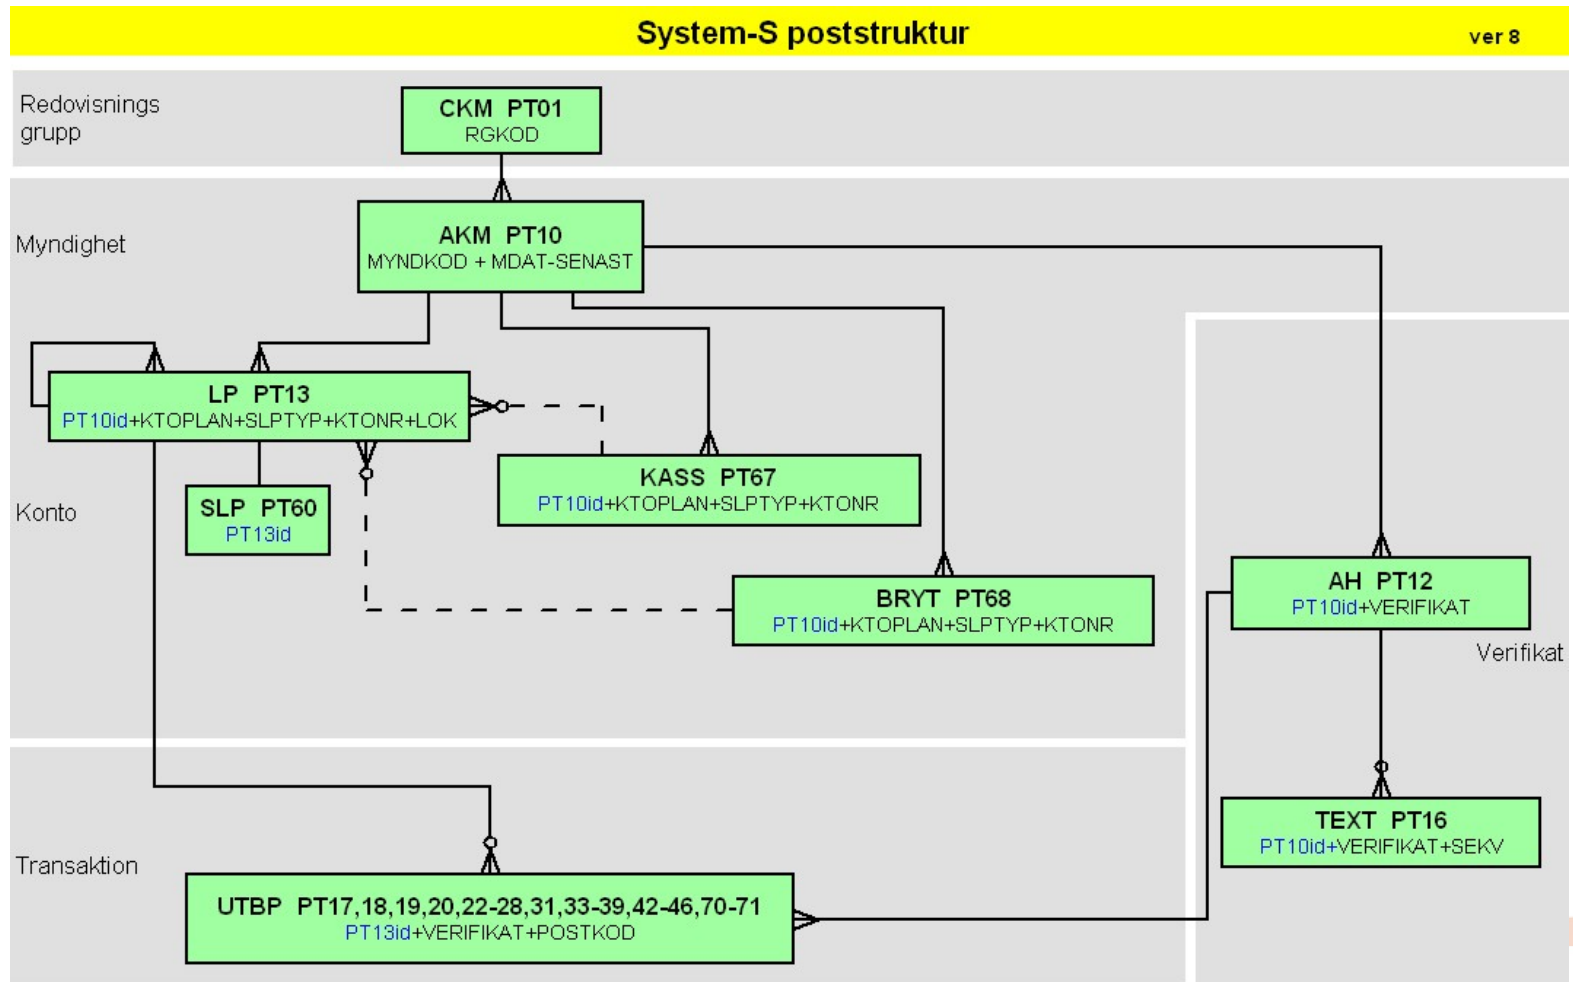 System-S poststruktur
ver 8
Redovisnings
grupp
CKM PT01
RGKOD
Myndighet
AKM PT10
MYNDKOD + MDAT-SENAST
LP PT13
PT10id+KTOPLAN+SLPTYP+KTONR+LOK
KASS PT67
PT10id+KTOPLAN+SLPTYP+KTONR
Konto
SLP PT60
PT13id
BRYT PT68
PT10id+KTOPLAN+SLPTYP+KTONR
AH PT12
PT10id+VERIFIKAT
Verifikat
TEXT PT16
PT10id+VERIFIKAT+SEKV
Transaktion
UTBP PT17,18,19,20,22-28,31,33-39,42-46,70-71
PT13id+VERIFIKAT+POSTKOD